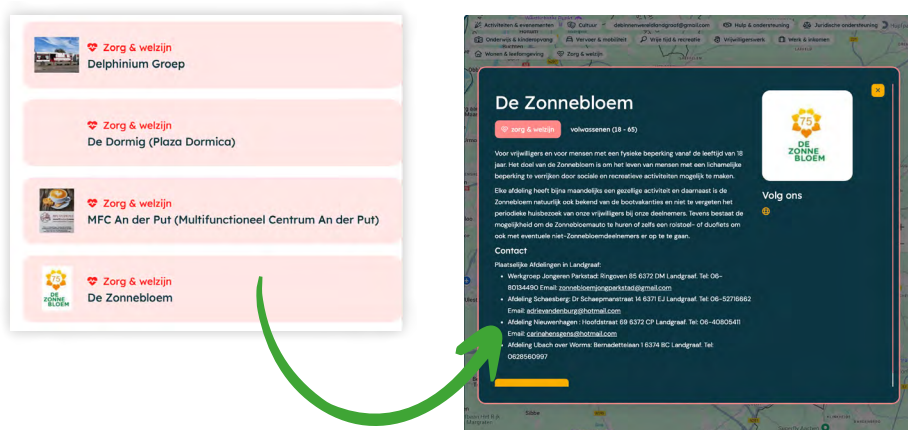 Zorg & welzijn
Delphinium Groep
Zorg & welzijn
De Dormig (Plaza Dormica)
Zorg & welzijn
MFC An der Put (Multifunctioneel Centrum An der Put)
75
DE
ZONNE
BLOEM
Zorg & welzijn
De Zonnebloem
Activiteiten & evenementen
Cultuur
dekinnenwereldlandgraaf@gmail.com
Hulp & ondersteuning
Juridische ondersteuning
Onderwijs & kinderopvang
Vervoer & mobiliteit
Vrije tijd & recreatie
Vrijwilligerswerk
Werk & inkomen
Wonen & leefomgeving
Zorg & welzijn
De Zonnebloem
zorg & welzijn
volwassenen (18 - 65)
Voor vrijwilligers en voor mensen met een fysieke beperking vanaf de leeftijd van 18
jaar. Het doel van de Zonnebloem is om het leven van mensen met een lichamelijke
beperking te verrijken door sociale en recreatieve activiteiten mogelijk te maken.
Elke afdeling heeft bijna maandelijks een gezellige activiteit en daarnaast is de
Zonnebloem natuurlijk ook bekend van de bootvakanties en niet te vergeten het
periodieke huisbezoek van onze vrijwilligers bij onze deelnemers. Tevens bestaat de
mogelijkheid om de Zonnebloemauto te huren of zelfs een rolstoel- of duofiets om
ook met eventuele niet-Zonnebloemdeelnemers er op te te gaan.
Contact
Plaatselijke Afdelingen in Landgraaf:
• Werkgroep Jongeren Parkstad: Ringoven 85 6372 DM Landgraaf. Tel: 06-
80134490 Email: zonnebloemjongparkstad@gmail.com
• Afdeling Schaesberg: Dr Schaepmanstraat 14 6371 EJ Landgraaf. Tel: 06-52716662
Email: adrievandenburg@hotmail.com
• Afdeling Nieuwenhagen : Hoofdstraat 69 6372 CP Landgraaf. Tel: 06-40805411
Email: carinahensgens@hotmail.com
• Afdeling Ubach over Worms: Bernadettelaan 1 6374 BC Landgraaf. Tel:
0628560997
75
DE
ZONNE
BLOEM
Volg ons
Sibbe